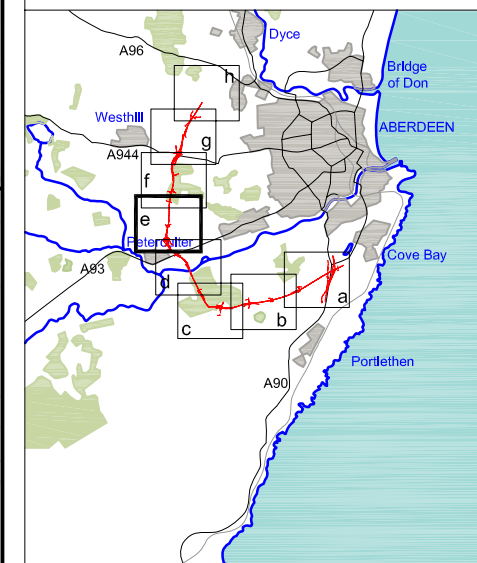 Dyce
A96
h
Bridge
of Don
Westhill
ABERDEEN
g
A944
f
e
Peterculter
Cove Bay
A93
d
a
c
b
Portlethen
A90